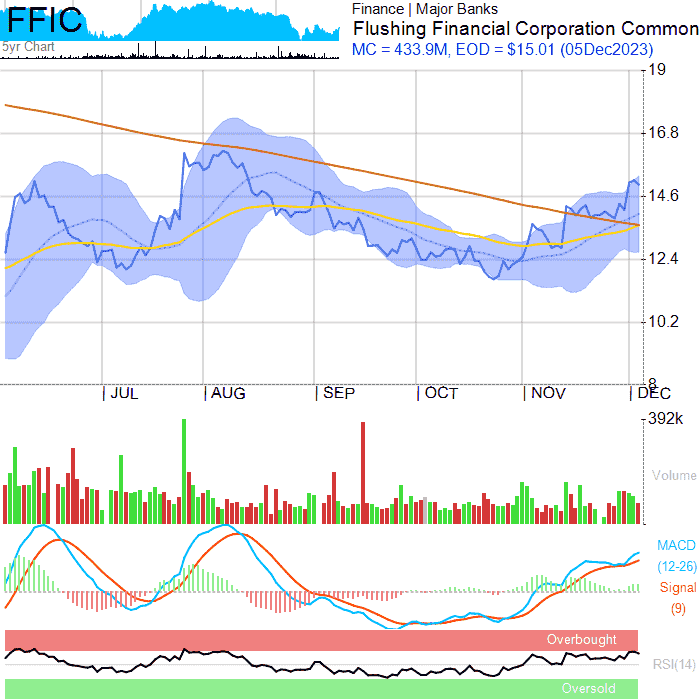 FFIC
5yr Chart
Finance | Major Banks
Flushing Financial Corporation Common
MC = 433.9M, EOD = $15.01 (05Dec2023)
19
16.8
14.6
12.4
10.2
8
JUL AUG SEP OCT NOV DEC
392k
Volume
MACD
(12-26)
Signal
(9)
Overbought
RSI(14)
Oversold